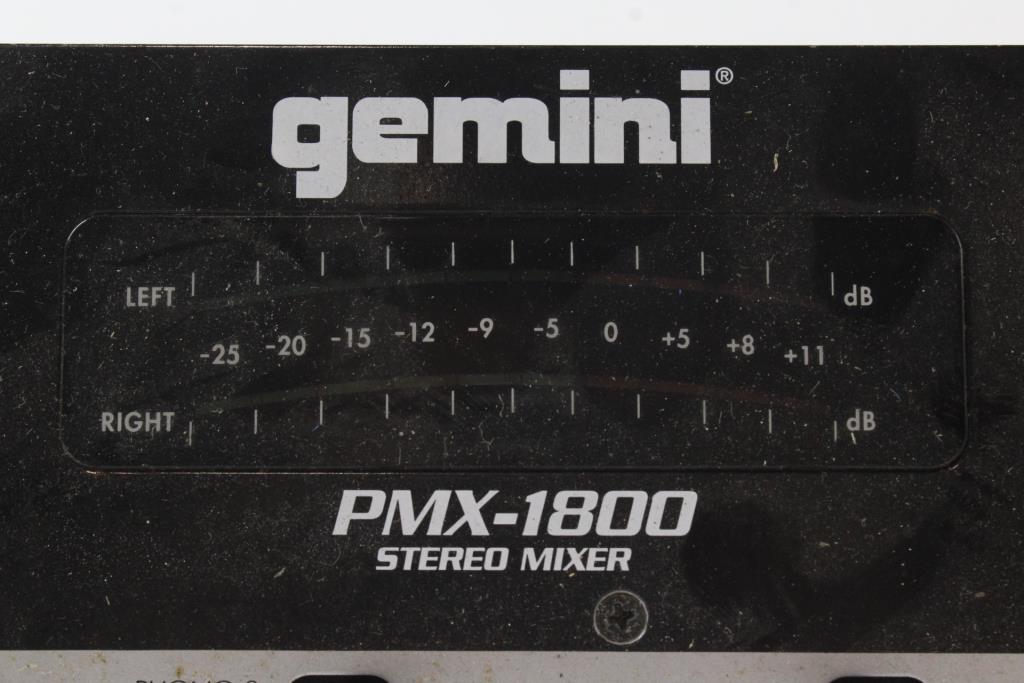 gemini®
LEFT dB
-25 -20 -15 -12 -9 -5 0 +5 +8 +11
RIGHT dB
PMX-1800
STEREO MIXER